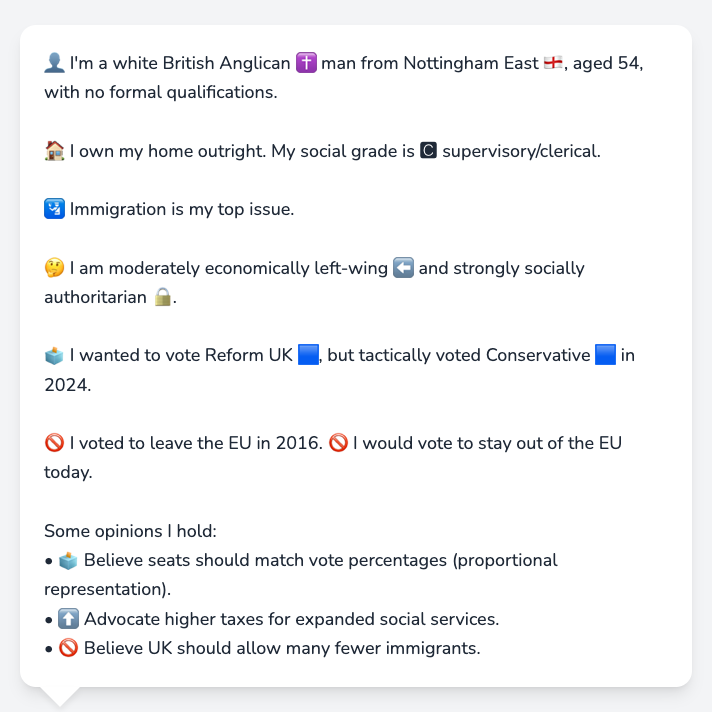 👤 I'm a white British Anglican ✝️ man from Nottingham East 🏴󠁧󠁢󠁥󠁮󠁧󠁿, aged 54,
with no formal qualifications.
🏠 I own my home outright. My social grade is 🅲 supervisory/clerical.
🛂 Immigration is my top issue.
🤔 I am moderately economically left-wing ⬅️ and strongly socially
authoritarian 🔒.
🗳️ I wanted to vote Reform UK 🟦, but tactically voted Conservative 🟦 in
2024.
🚫 I voted to leave the EU in 2016. 🚫 I would vote to stay out of the EU
today.
Some opinions I hold:
• 🗳️ Believe seats should match vote percentages (proportional
representation).
• ⬆️ Advocate higher taxes for expanded social services.
• 🚫 Believe UK should allow many fewer immigrants.